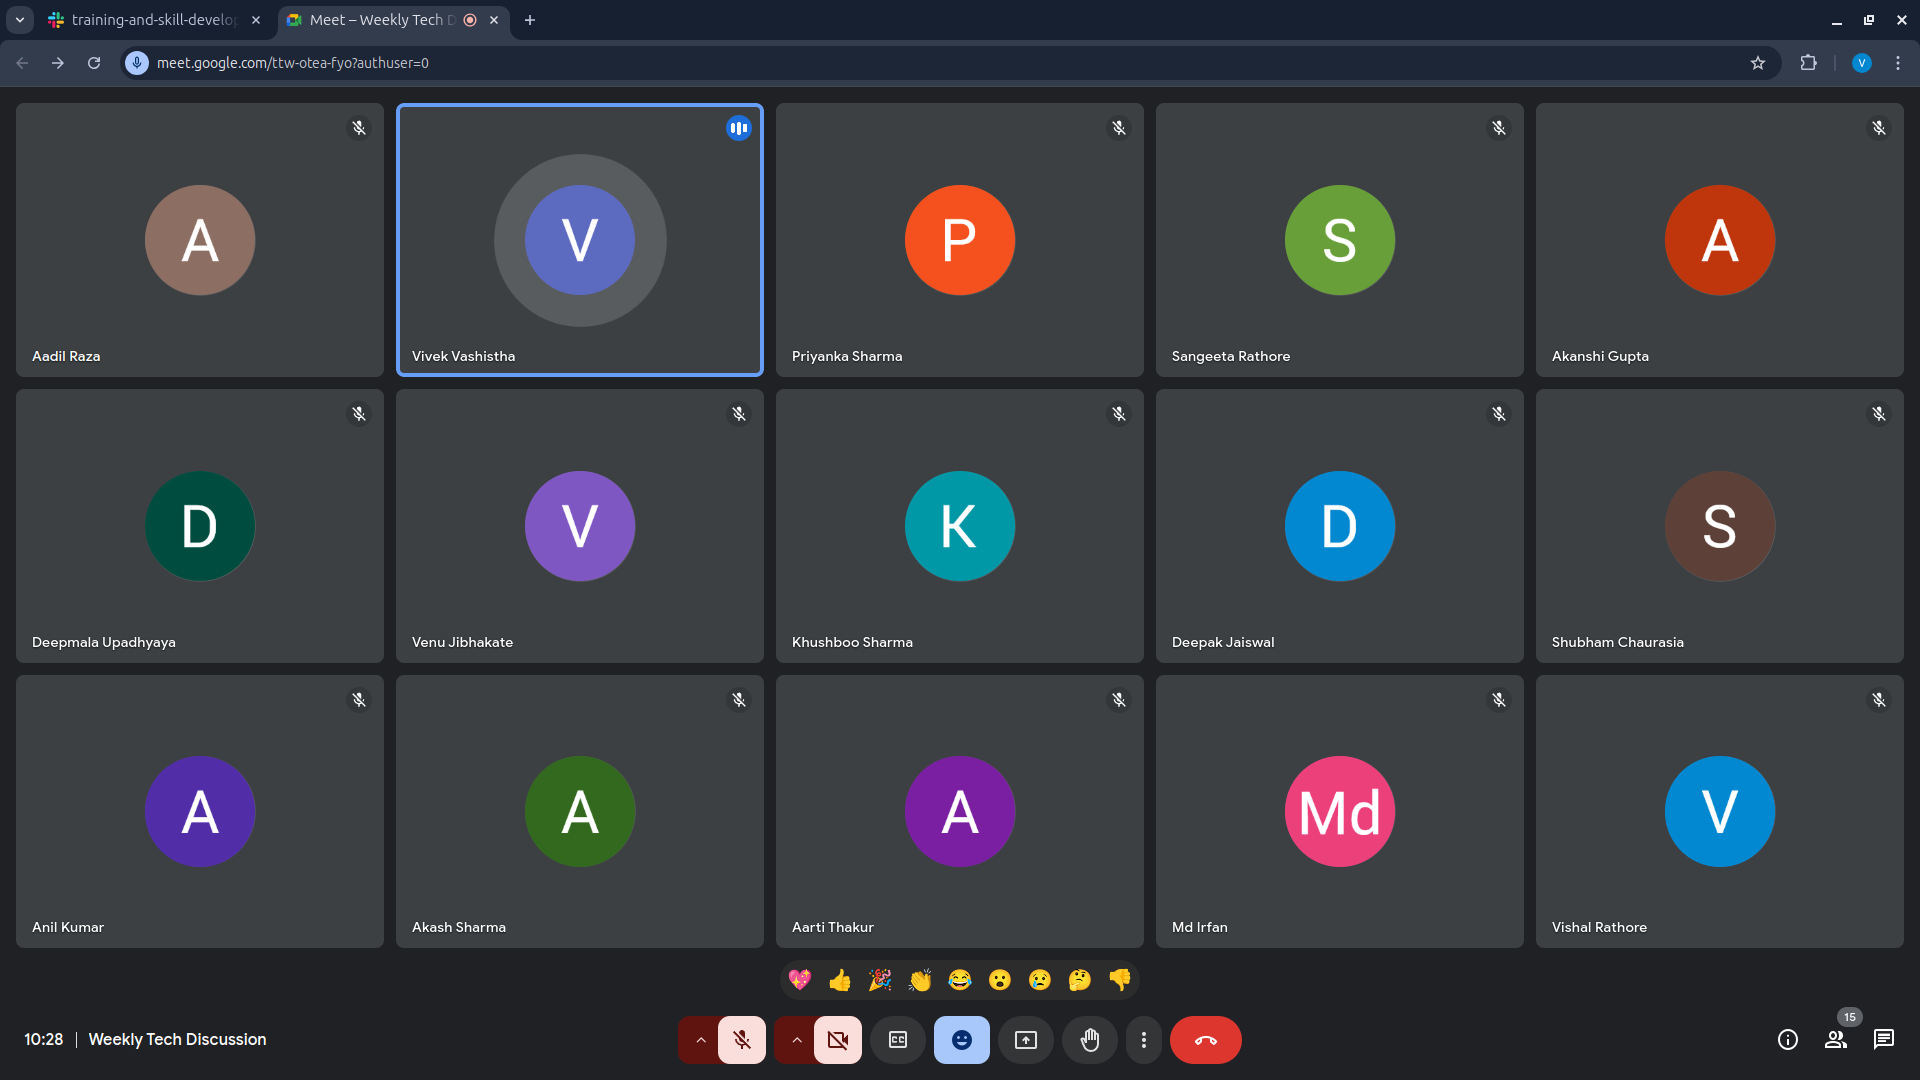 training-and-skill-develop
Meet – Weekly Tech D
meet.google.com/ttw-otea-fyo?authuser=0
V
A
V
P
S
A
Aadil Raza
Vivek Vashistha
Priyanka Sharma
Sangeeta Rathore
Akanshi Gupta
D
V
K
D
S
Deepmala Upadhyaya
Venu Jibhakate
Khushboo Sharma
Deepak Jaiswal
Shubham Chaurasia
A
A
A
Md
V
Anil Kumar
Akash Sharma
Aarti Thakur
Md Irfan
Vishal Rathore
10:28 | Weekly Tech Discussion
CC
15